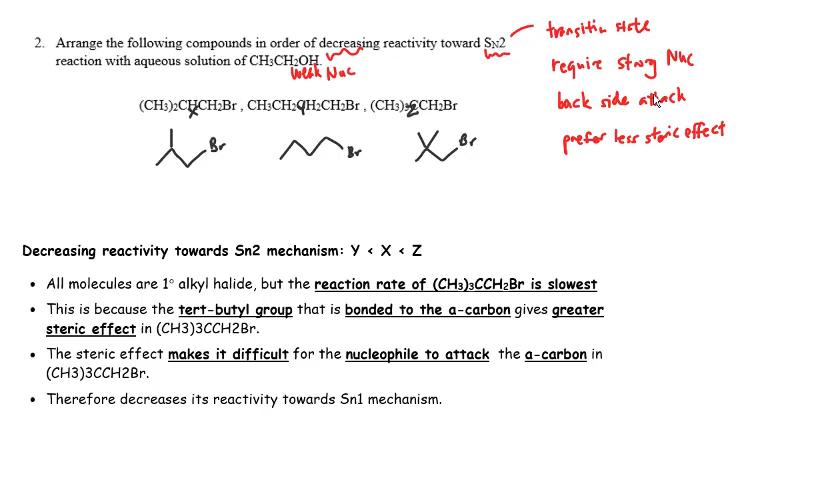 2. Arrange the following compounds in order of decreasing reactivity toward SN2
reaction with aqueous solution of CH3CH2OH.
weak Nuc
(CH3)2CHCH2Br , CH3CH2CH2CH2Br , (CH3)3CCH2Br
X Y Z
Br Br Br
transition state
require strong Nuc
back side attack
prefer less steric effect
Decreasing reactivity towards Sn2 mechanism: Y < X < Z
• All molecules are 1° alkyl halide, but the reaction rate of (CH3)3CCH2Br is slowest
• This is because the tert-butyl group that is bonded to the a-carbon gives greater
steric effect in (CH3)3CCH2Br.
• The steric effect makes it difficult for the nucleophile to attack the a-carbon in
(CH3)3CCH2Br.
• Therefore decreases its reactivity towards Sn1 mechanism.